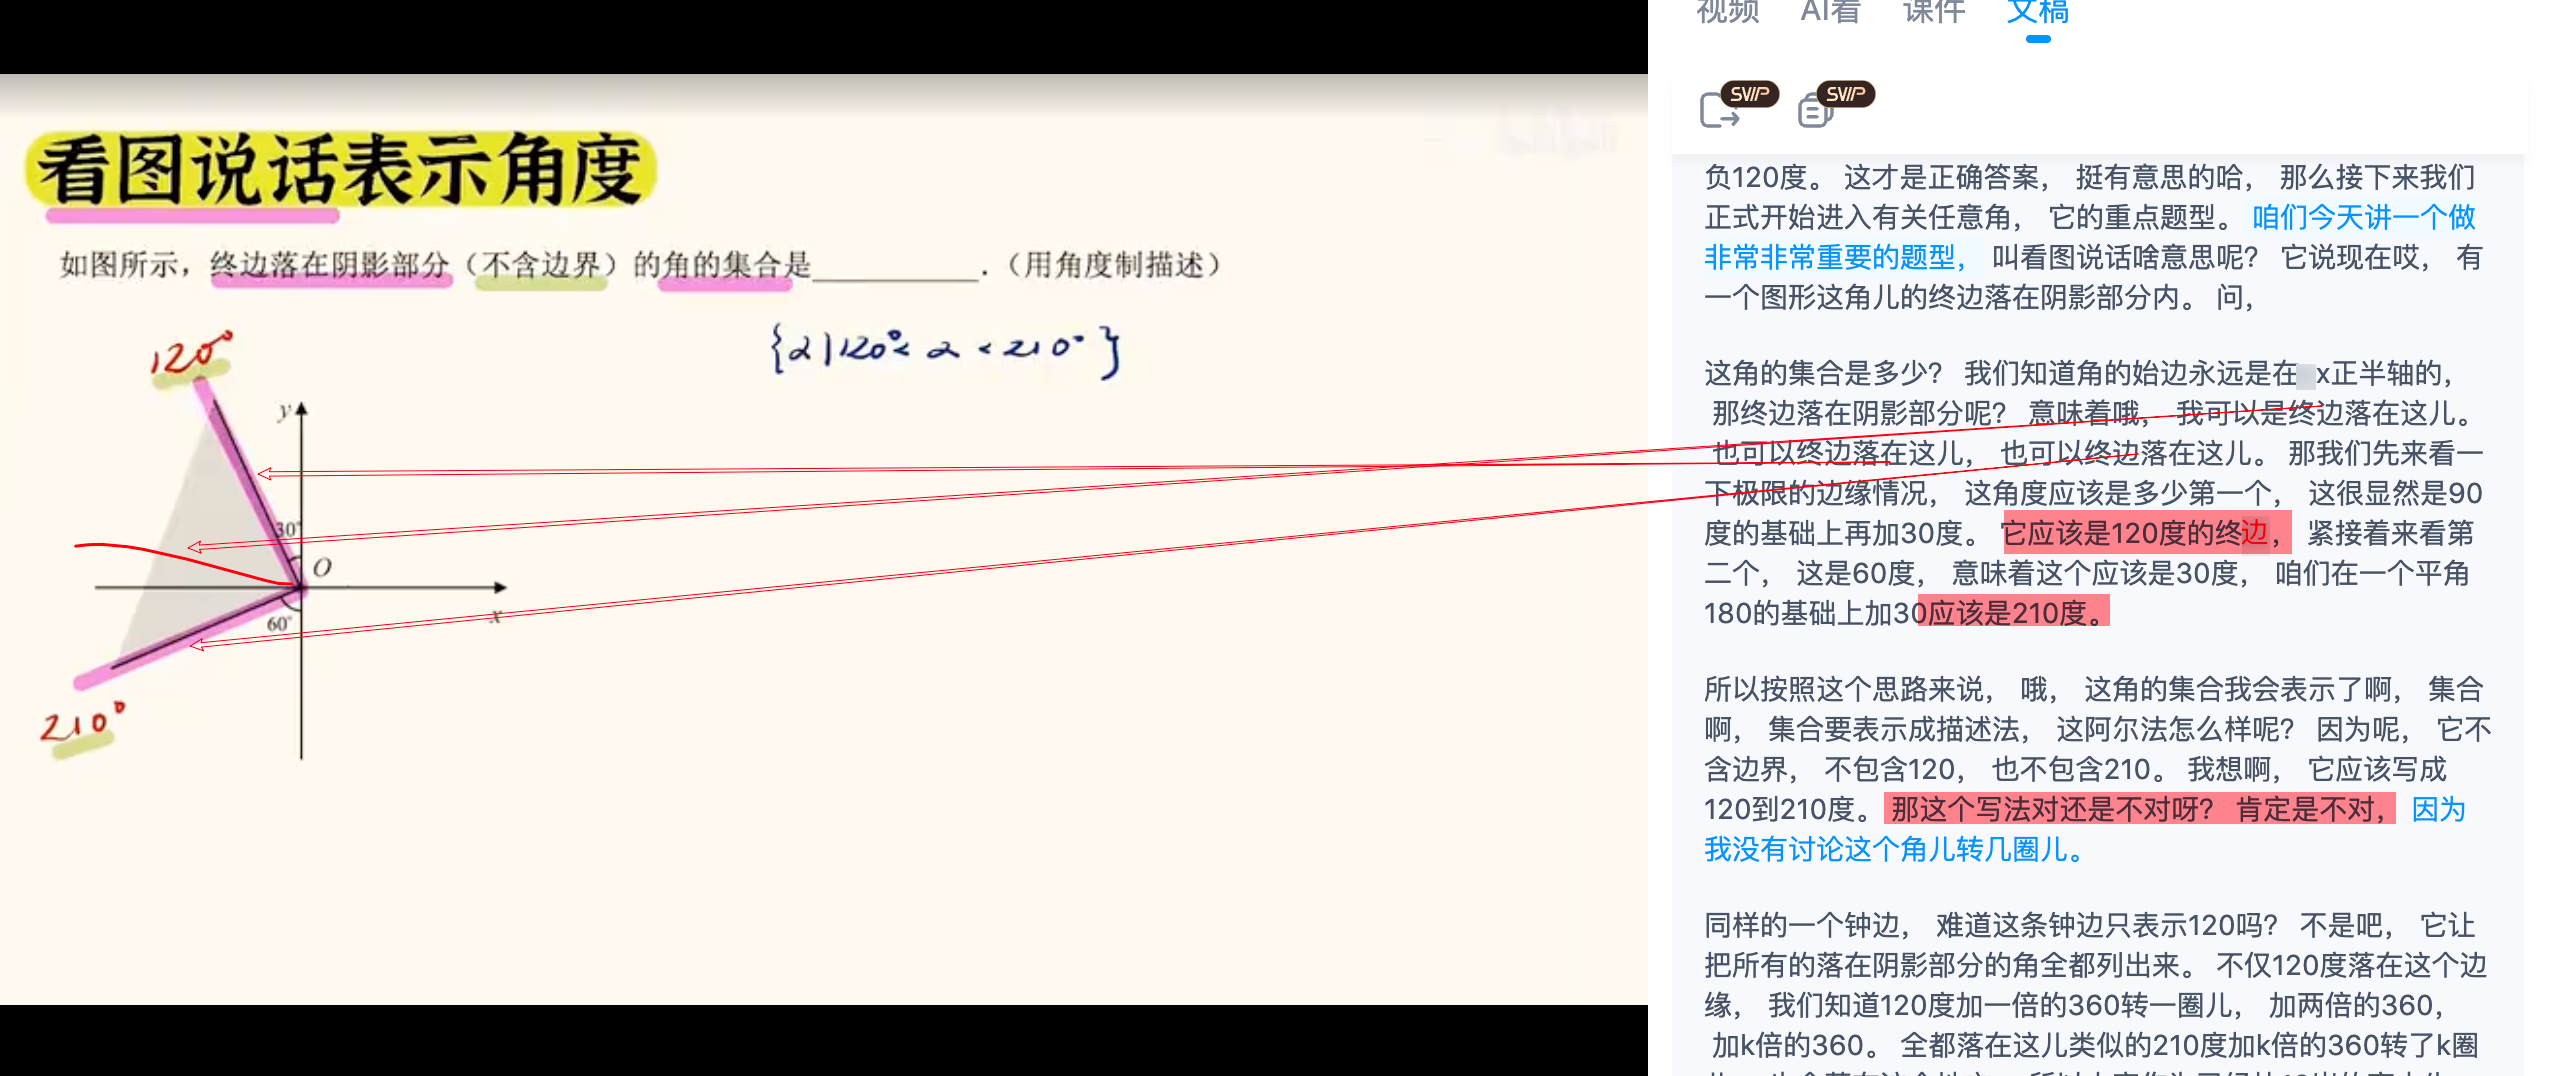 看图说话表示角度
如图所示，终边落在阴影部分（不含边界）的角的集合是__________.（用角度制描述）
{α|120°< α < 210°}
120°
y
30°
O
x
60°
210°
视频 AI看 课件 文稿
SVIP SVIP
负120度。 这才是正确答案， 挺有意思的哈， 那么接下来我们
正式开始进入有关任意角， 它的重点题型。 咱们今天讲一个做
非常非常重要的题型， 叫看图说话啥意思呢？ 它说现在哎， 有
一个图形这角儿的终边落在阴影部分内。 问，
这角的集合是多少？ 我们知道角的始边永远是在 x正半轴的，
那终边落在阴影部分呢？ 意味着哦， 我可以是终边落在这儿。
也可以终边落在这儿， 也可以终边落在这儿。 那我们先来看一
下极限的边缘情况， 这角度应该是多少第一个， 这很显然是90
度的基础上再加30度。 它应该是120度的终边， 紧接着来看第
二个， 这是60度， 意味着这个应该是30度， 咱们在一个平角
180的基础上加30应该是210度。
所以按照这个思路来说， 哦， 这角的集合我会表示了啊， 集合
啊， 集合要表示成描述法， 这阿尔法怎么样呢？ 因为呢， 它不
含边界， 不包含120， 也不包含210。 我想啊， 它应该写成
120到210度。 那这个写法对还是不对呀？ 肯定是不对， 因为
我没有讨论这个角儿转几圈儿。
同样的一个钟边， 难道这条钟边只表示120吗？ 不是吧， 它让
把所有的落在阴影部分的角全都列出来。 不仅120度落在这个边
缘， 我们知道120度加一倍的360转一圈儿， 加两倍的360，
加k倍的360。 全都落在这儿类似的210度加k倍的360转了k圈